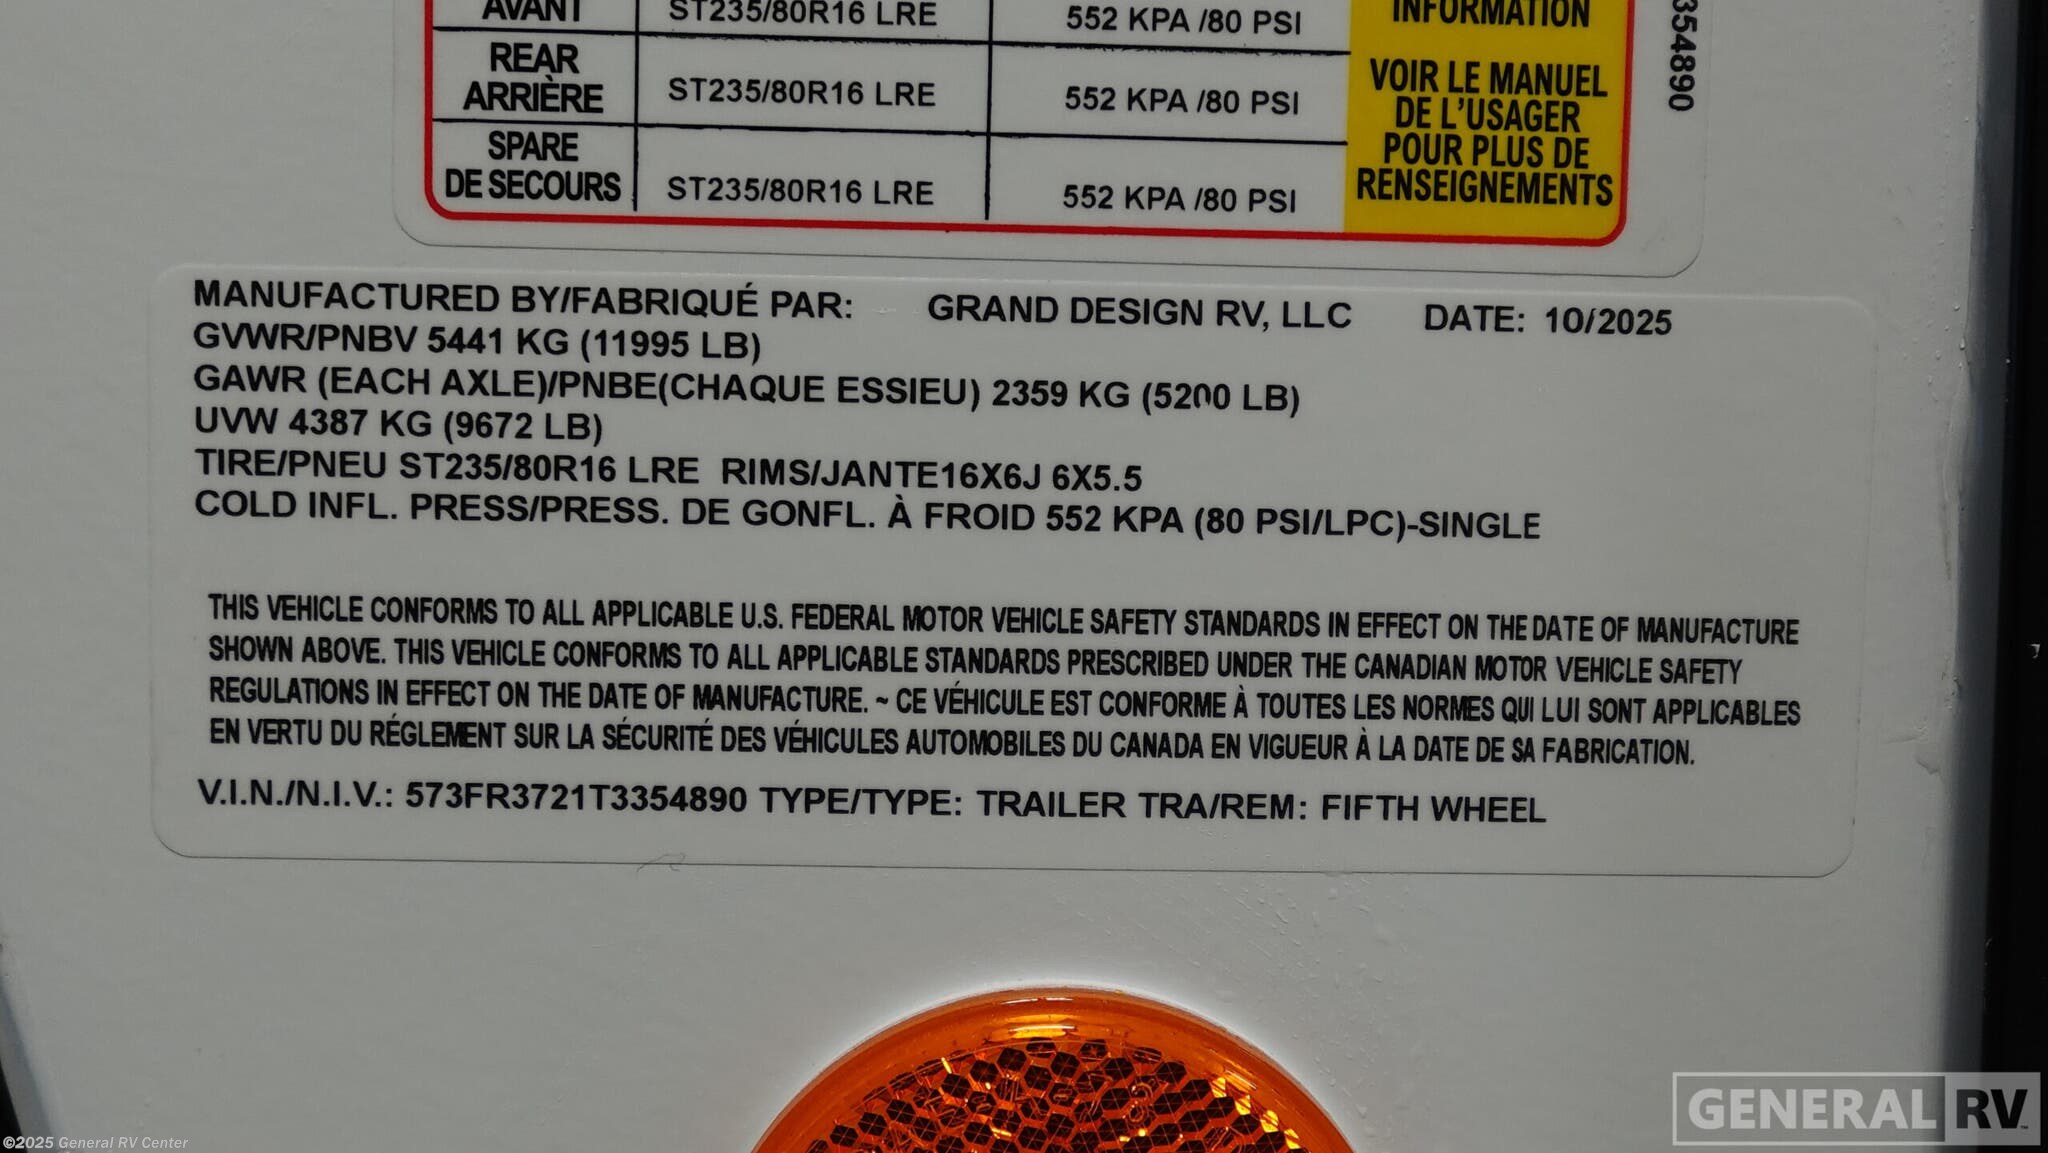 AVANT ST235/80R16 LRE 552 KPA /80 PSI
INFORMATION
REAR
ARRIÈRE ST235/80R16 LRE 552 KPA /80 PSI
SPARE
DE SECOURS ST235/80R16 LRE 552 KPA /80 PSI
VOIR LE MANUEL
DE L'USAGER
POUR PLUS DE
RENSEIGNEMENTS
354890
MANUFACTURED BY/FABRIQUÉ PAR: GRAND DESIGN RV, LLC DATE: 10/2025
GVWR/PNBV 5441 KG (11995 LB)
GAWR (EACH AXLE)/PNBE(CHAQUE ESSIEU) 2359 KG (5200 LB)
UVW 4387 KG (9672 LB)
TIRE/PNEU ST235/80R16 LRE RIMS/JANTE16X6J 6X5.5
COLD INFL. PRESS/PRESS. DE GONFL. À FROID 552 KPA (80 PSI/LPC)-SINGLE
THIS VEHICLE CONFORMS TO ALL APPLICABLE U.S. FEDERAL MOTOR VEHICLE SAFETY STANDARDS IN EFFECT ON THE DATE OF MANUFACTURE
SHOWN ABOVE. THIS VEHICLE CONFORMS TO ALL APPLICABLE STANDARDS PRESCRIBED UNDER THE CANADIAN MOTOR VEHICLE SAFETY
REGULATIONS IN EFFECT ON THE DATE OF MANUFACTURE. ~ CE VÉHICULE EST CONFORME À TOUTES LES NORMES QUI LUI SONT APPLICABLES
EN VERTU DU RÉGLEMENT SUR LA SÉCURITÉ DES VÉHICULES AUTOMOBILES DU CANADA EN VIGUEUR À LA DATE DE SA FABRICATION.
V.I.N./N.I.V.: 573FR3721T3354890 TYPE/TYPE: TRAILER TRA/REM: FIFTH WHEEL
GENERAL RV
©2025 General RV Center